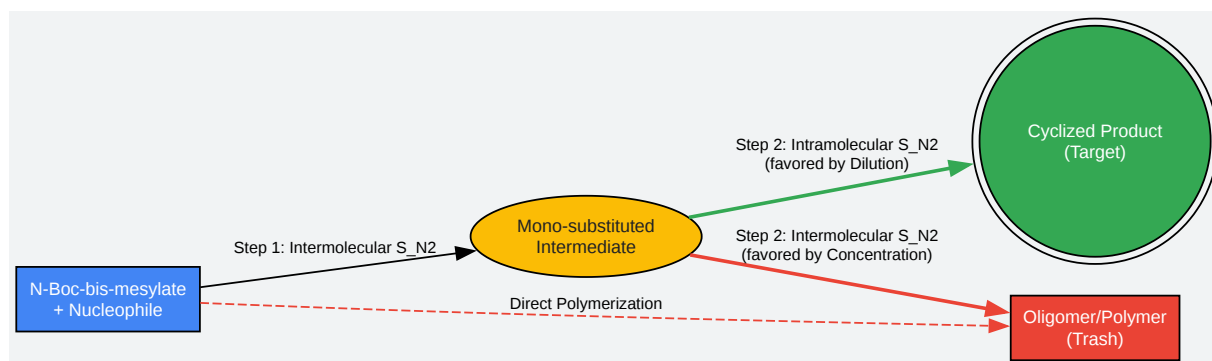 Cyclized Product
(Target)
Step 2: Intramolecular S_N2
(favored by Dilution)
Mono-substituted
Intermediate
Step 1: Intermolecular S_N2
Step 2: Intermolecular S_N2
(favored by Concentration)
N-Boc-bis-mesylate
+ Nucleophile
Direct Polymerization
Oligomer/Polymer
(Trash)